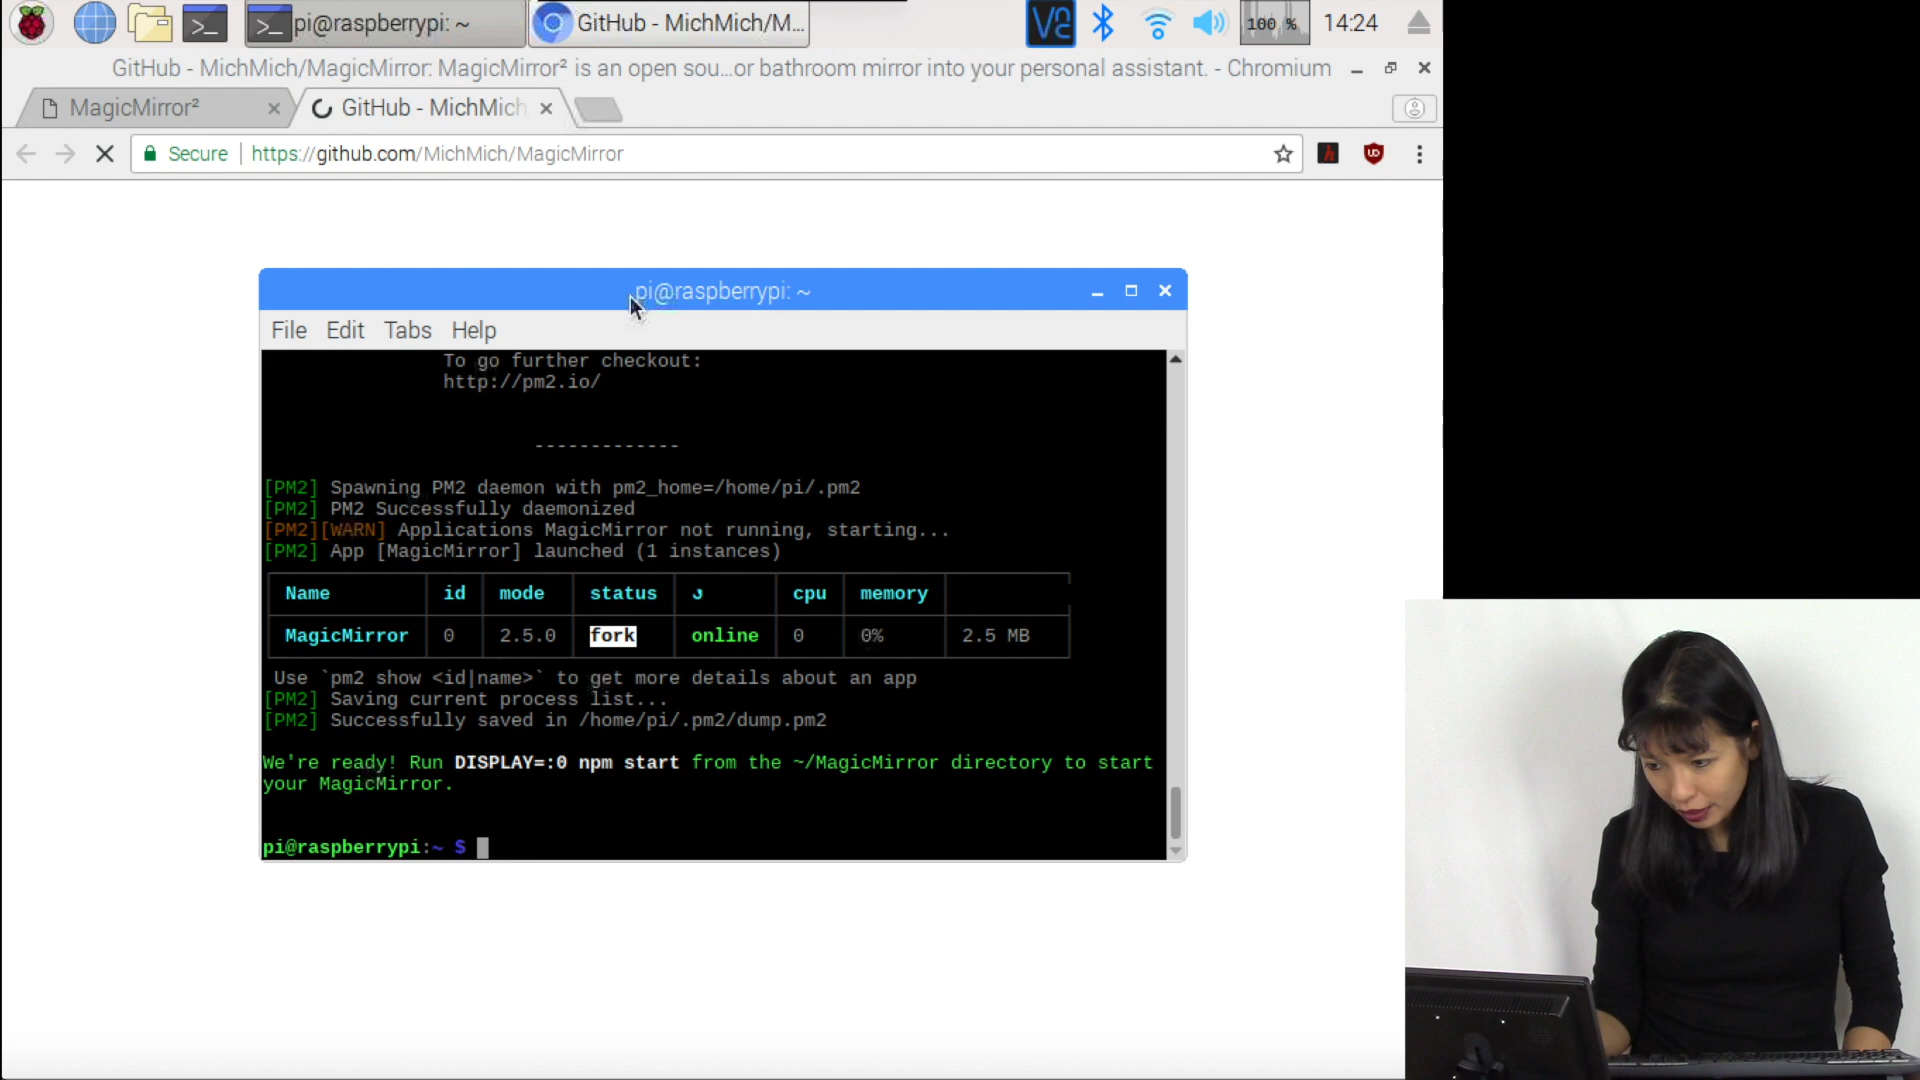 pi@raspberrypi: ~
GitHub - MichMich/M...
100 %
14:24
GitHub - MichMich/MagicMirror: MagicMirror² is an open sou…or bathroom mirror into your personal assistant. - Chromium
MagicMirror²
GitHub - MichMich
Secure
https://github.com/MichMich/MagicMirror
pi@raspberrypi: ~
File Edit Tabs Help
To go further checkout:
http://pm2.io/
-------------
[PM2] Spawning PM2 daemon with pm2_home=/home/pi/.pm2
[PM2] PM2 Successfully daemonized
[PM2][WARN] Applications MagicMirror not running, starting...
[PM2] App [MagicMirror] launched (1 instances)
Name id mode status ↺ cpu memory
MagicMirror 0 2.5.0 fork online 0 0% 2.5 MB
Use `pm2 show <id|name>` to get more details about an app
[PM2] Saving current process list...
[PM2] Successfully saved in /home/pi/.pm2/dump.pm2
We're ready! Run DISPLAY=:0 npm start from the ~/MagicMirror directory to start
your MagicMirror.
pi@raspberrypi:~ $